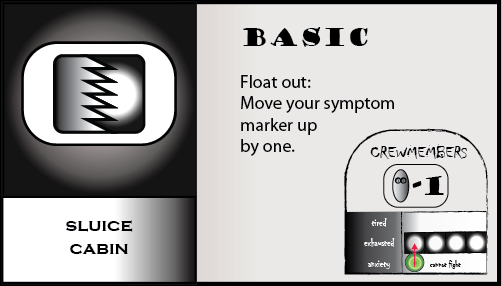 BASIC
Float out:
Move your symptom
marker up
by one.
CREWMEMBERS
-1
tired
exhausted
anxiety
cannot fight
SLUICE
CABIN